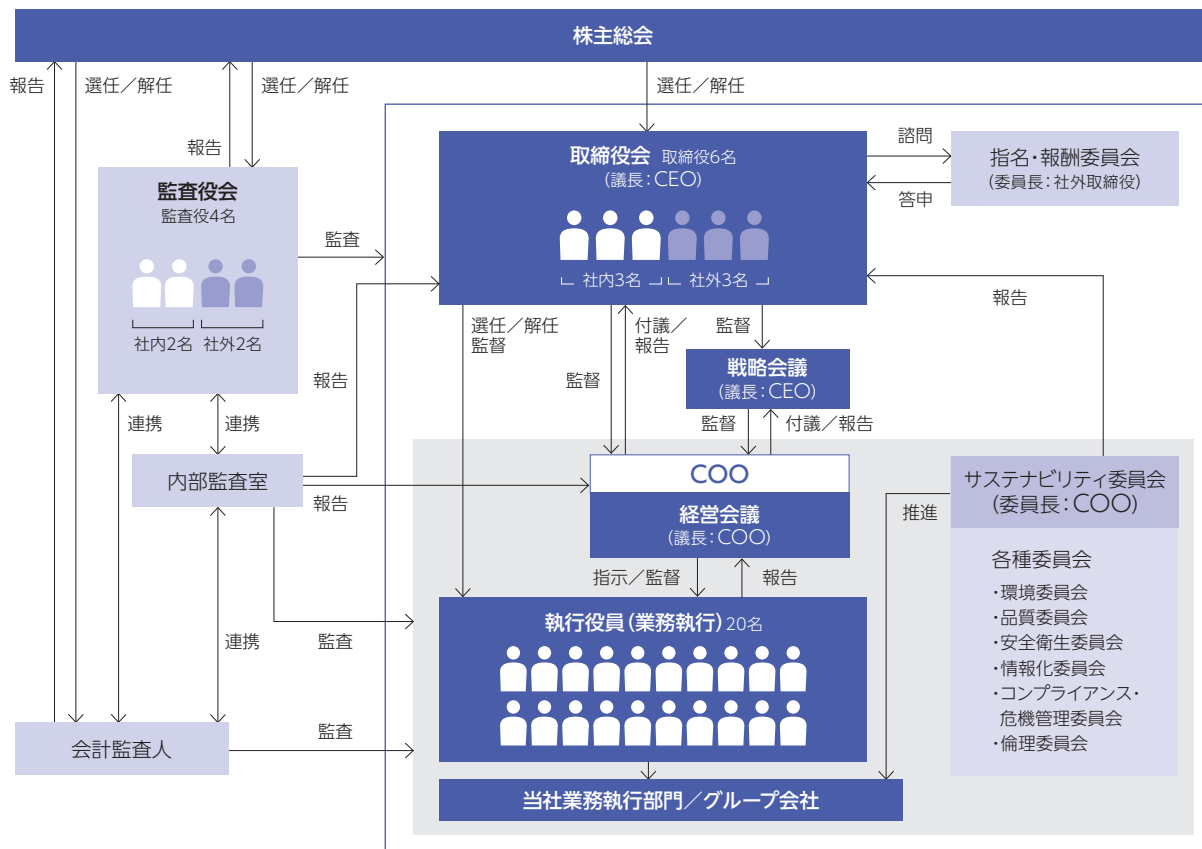 株主総会
報告
選任／解任
報告
選任／解任
選任／解任
監査役会
監査役4名
社内2名
社外2名
監査
取締役会 取締役6名
(議長：CEO)
社内3名
社外3名
諮問
答申
指名・報酬委員会
(委員長：社外取締役)
報告
選任／解任
監督
監督
付議／
報告
監督
戦略会議
(議長：CEO)
監督
付議／報告
報告
連携
連携
内部監査室
報告
COO
経営会議
(議長：COO)
サステナビリティ委員会
(委員長：COO)
推進
各種委員会
・環境委員会
・品質委員会
・安全衛生委員会
・情報化委員会
・コンプライアンス・
危機管理委員会
・倫理委員会
指示／監督
報告
執行役員（業務執行）20名
連携
監査
会計監査人
監査
当社業務執行部門／グループ会社